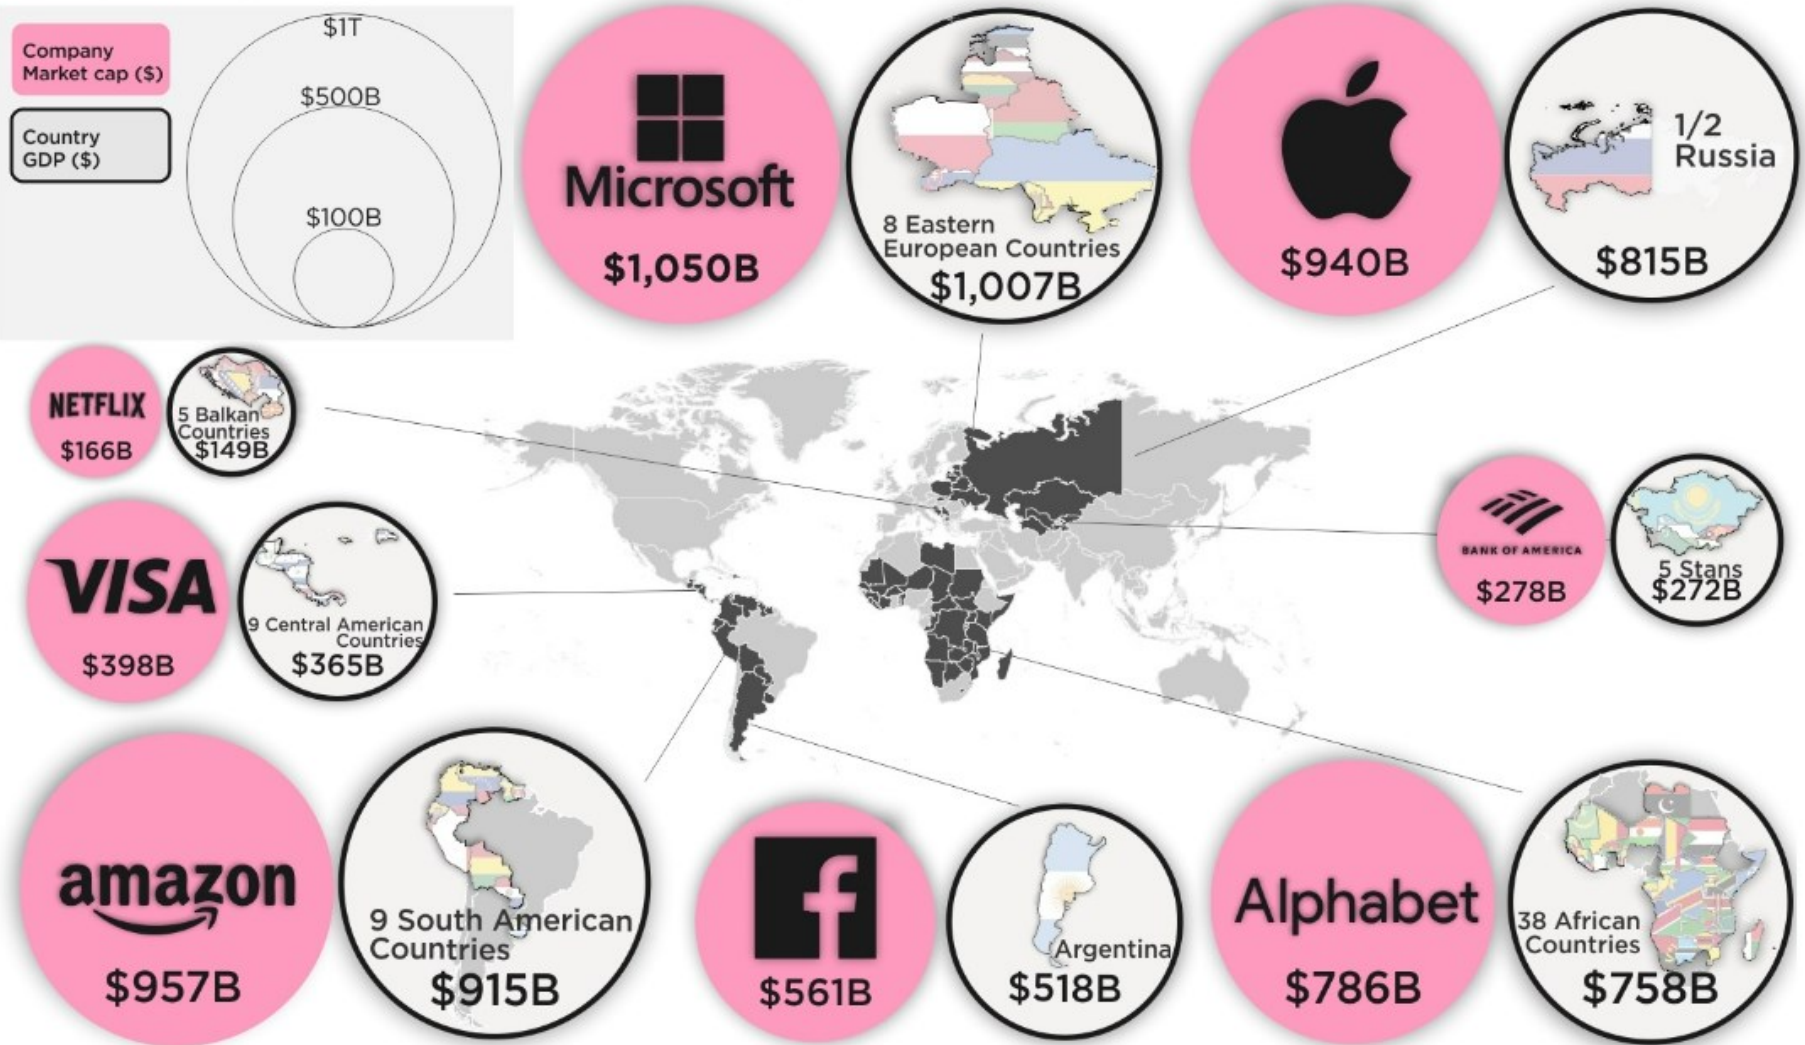 Company
Market cap ($)
Country
GDP ($)
$1T
$500B
$100B
Microsoft
$1,050B
8 Eastern
European Countries
$1,007B
$940B
1/2
Russia
$815B
NETFLIX
$166B
5 Balkan
Countries
$149B
VISA
$398B
9 Central American
Countries
$365B
BANK OF AMERICA
$278B
5 Stans
$272B
amazon
$957B
9 South American
Countries
$915B
f
$561B
Argentina
$518B
Alphabet
$786B
38 African
Countries
$758B